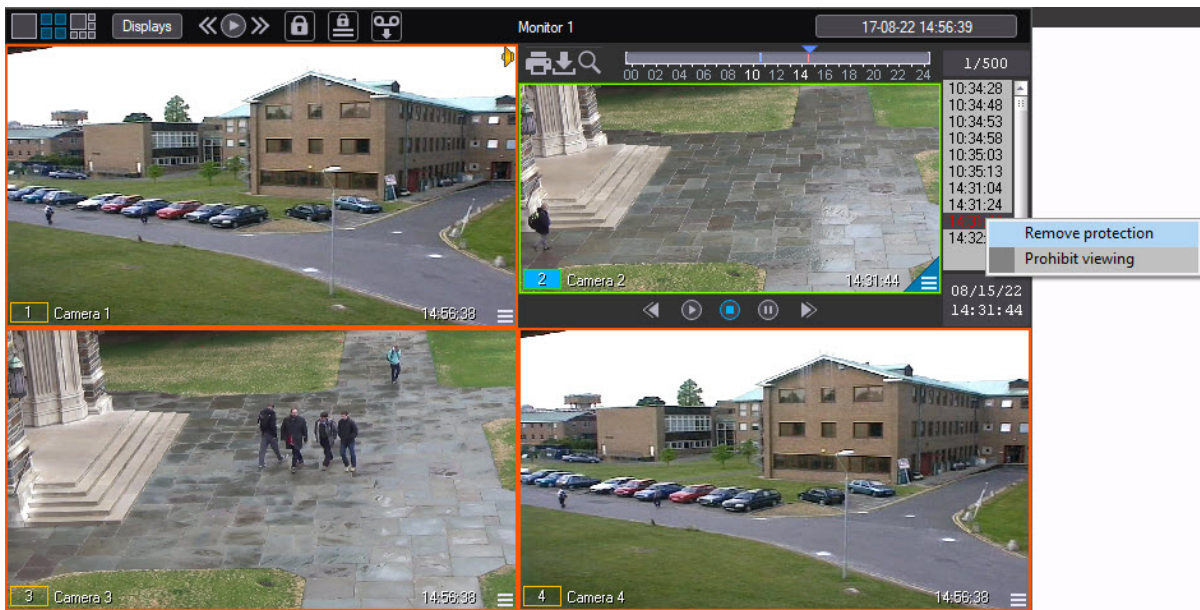 Displays
Monitor 1
17-08-22 14:56:39
00 02 04 06 08 10 12 14 16 18 20 22 24
1/500
10:34:28
10:34:48
10:34:53
10:34:58
10:35:03
10:35:13
14:31:04
14:31:24
14:32:
Remove protection
Prohibit viewing
08/15/22
14:31:44
1 Camera 1 14:56:38
2 Camera 2 14:31:44
3 Camera 3 14:56:38
4 Camera 4 14:56:38